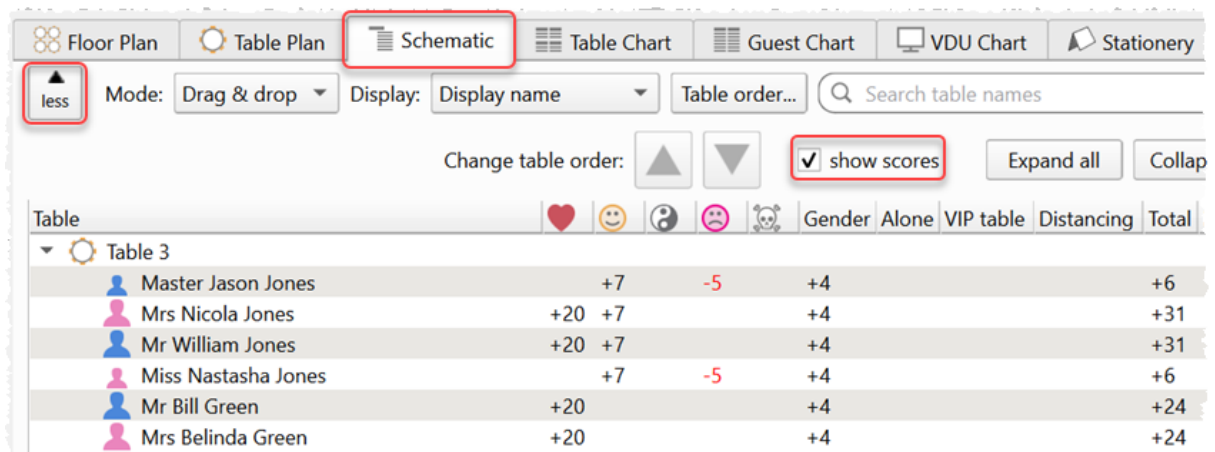 Floor Plan Table Plan Schematic Table Chart Guest Chart VDU Chart Stationery
less Mode: Drag & drop Display: Display name Table order... Search table names
Change table order: show scores Expand all Collap
Table Gender Alone VIP table Distancing Total
Table 3
Master Jason Jones +7 -5 +4 +6
Mrs Nicola Jones +20 +7 +4 +31
Mr William Jones +20 +7 +4 +31
Miss Nastasha Jones +7 -5 +4 +6
Mr Bill Green +20 +4 +24
Mrs Belinda Green +20 +4 +24